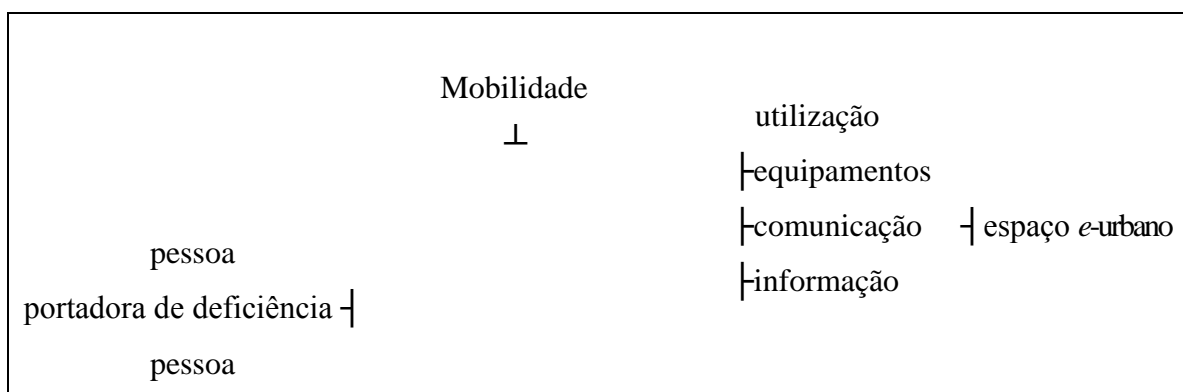 Mobilidade
⊥
utilização
├equipamentos
├comunicação ┤espaço e-urbano
├informação
pessoa
portadora de deficiência ┤
pessoa